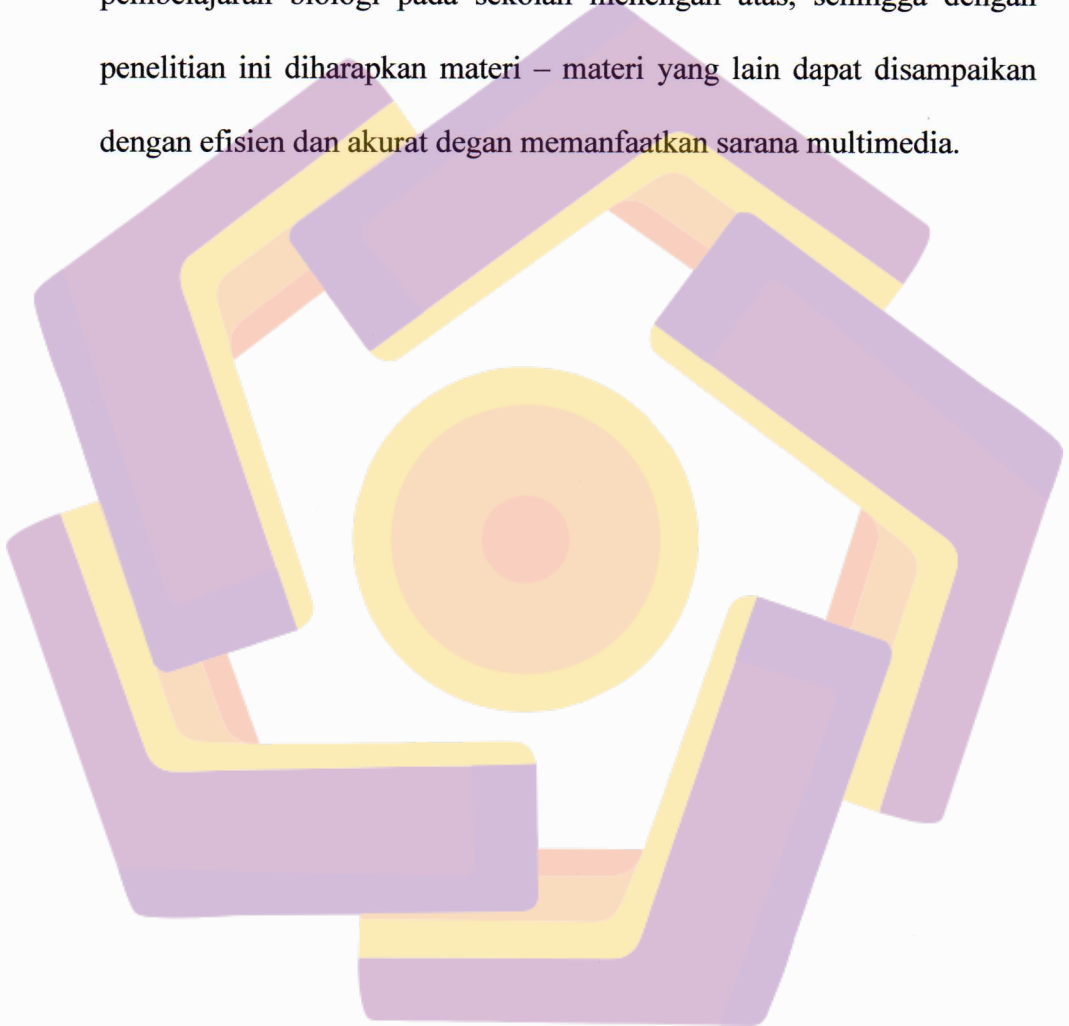 pembelajaran biologi pada sekolah menengah atas, sehingga dengan
penelitian ini diharapkan materi – materi yang lain dapat disampaikan
dengan efisien dan akurat degan memanfaatkan sarana multimedia.